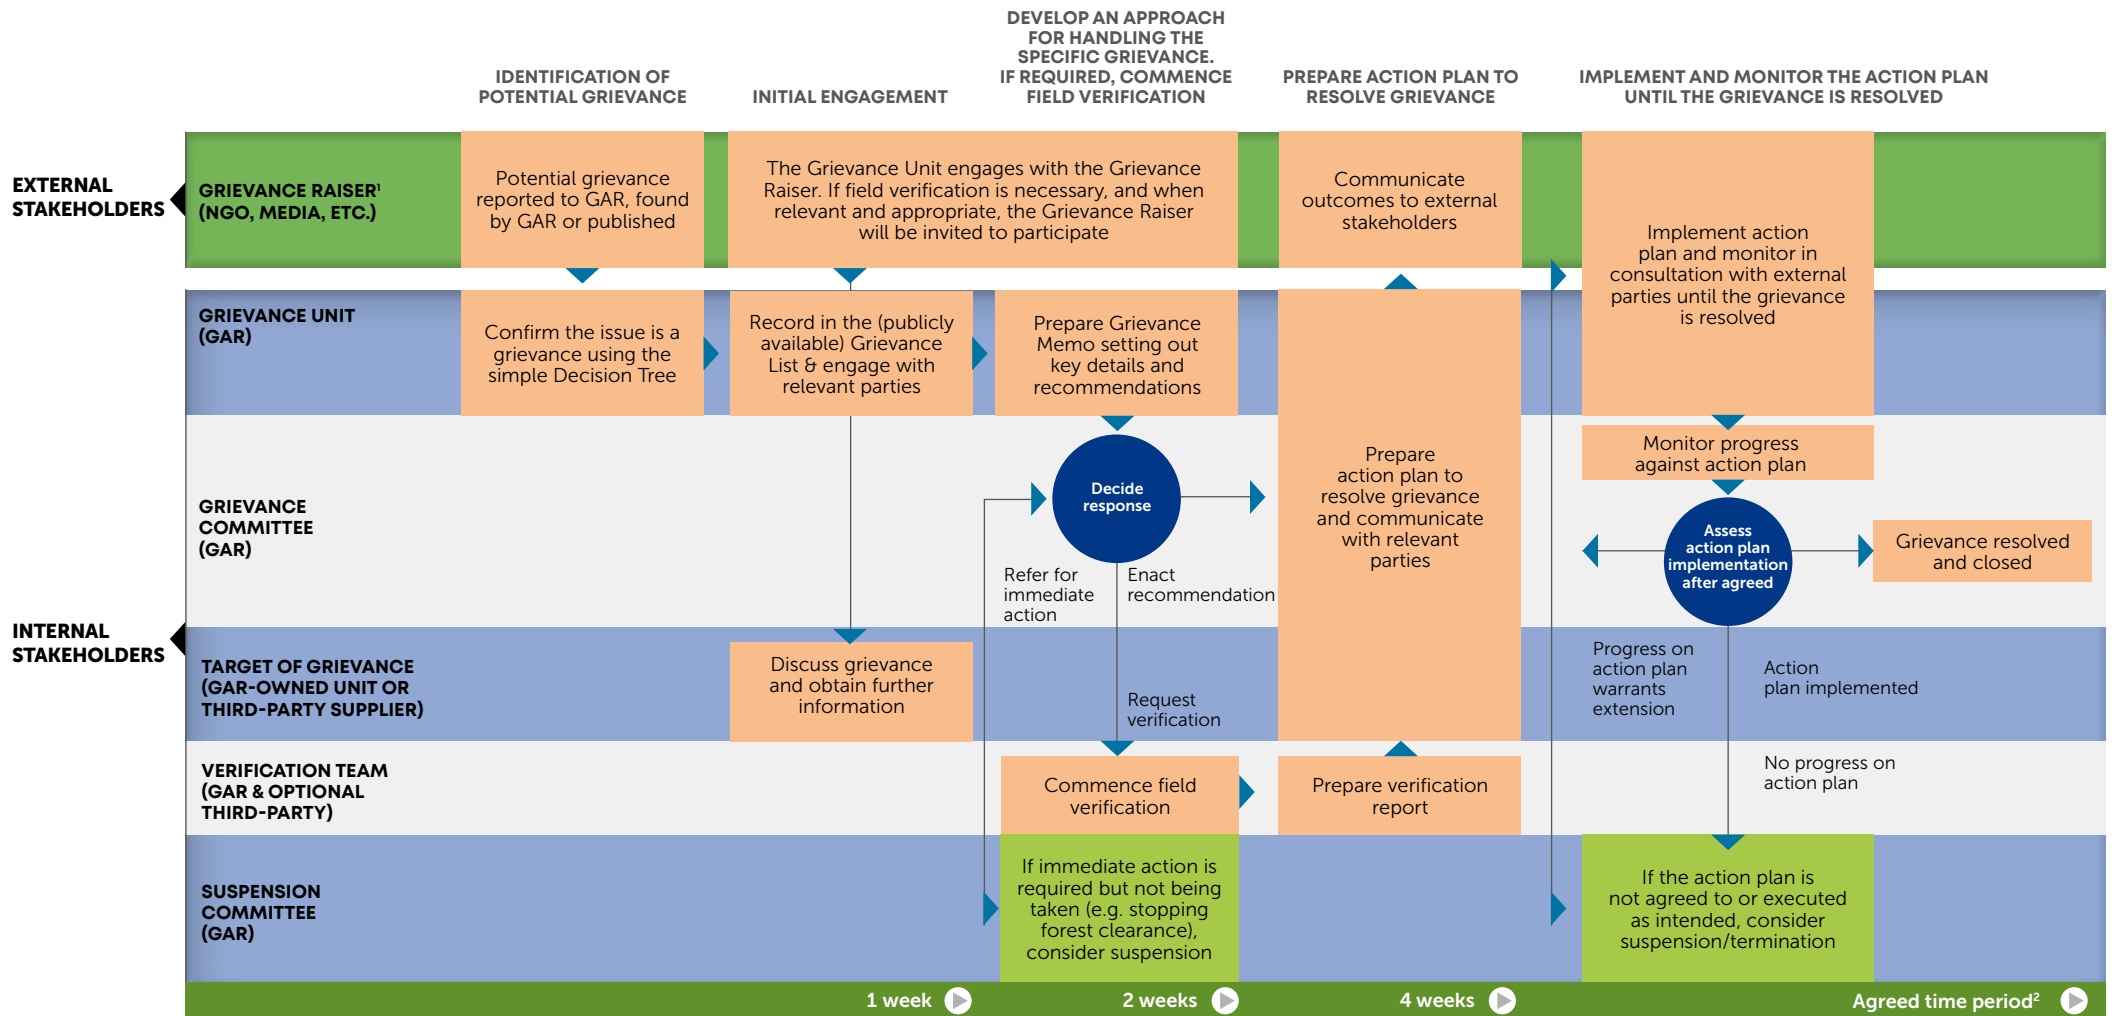 IDENTIFICATION OF
POTENTIAL GRIEVANCE
INITIAL ENGAGEMENT
DEVELOP AN APPROACH
FOR HANDLING THE
SPECIFIC GRIEVANCE.
IF REQUIRED, COMMENCE
FIELD VERIFICATION
PREPARE ACTION PLAN TO
RESOLVE GRIEVANCE
IMPLEMENT AND MONITOR THE ACTION PLAN
UNTIL THE GRIEVANCE IS RESOLVED
EXTERNAL
STAKEHOLDERS
GRIEVANCE RAISER¹
(NGO, MEDIA, ETC.)
Potential grievance
reported to GAR, found
by GAR or published
The Grievance Unit engages with the Grievance
Raiser. If field verification is necessary, and when
relevant and appropriate, the Grievance Raiser
will be invited to participate
Communicate
outcomes to external
stakeholders
Implement action
plan and monitor in
consultation with external
parties until the grievance
is resolved
INTERNAL
STAKEHOLDERS
GRIEVANCE UNIT
(GAR)
Confirm the issue is a
grievance using the
simple Decision Tree
Record in the (publicly
available) Grievance
List & engage with
relevant parties
Prepare Grievance
Memo setting out
key details and
recommendations
GRIEVANCE
COMMITTEE
(GAR)
Decide
response
Refer for
immediate
action
Enact
recommendation
Prepare
action plan to
resolve grievance
and communicate
with relevant
parties
Monitor progress
against action plan
Assess
action plan
implementation
after agreed
Grievance resolved
and closed
TARGET OF GRIEVANCE
(GAR-OWNED UNIT OR
THIRD-PARTY SUPPLIER)
Discuss grievance
and obtain further
information
Request
verification
Progress on
action plan
warrants
extension
Action
plan implemented
VERIFICATION TEAM
(GAR & OPTIONAL
THIRD-PARTY)
Commence field
verification
Prepare verification
report
No progress on
action plan
SUSPENSION
COMMITTEE
(GAR)
If immediate action is
required but not being
taken (e.g. stopping
forest clearance),
consider suspension
If the action plan is
not agreed to or executed
as intended, consider
suspension/termination
1 week
2 weeks
4 weeks
Agreed time period²